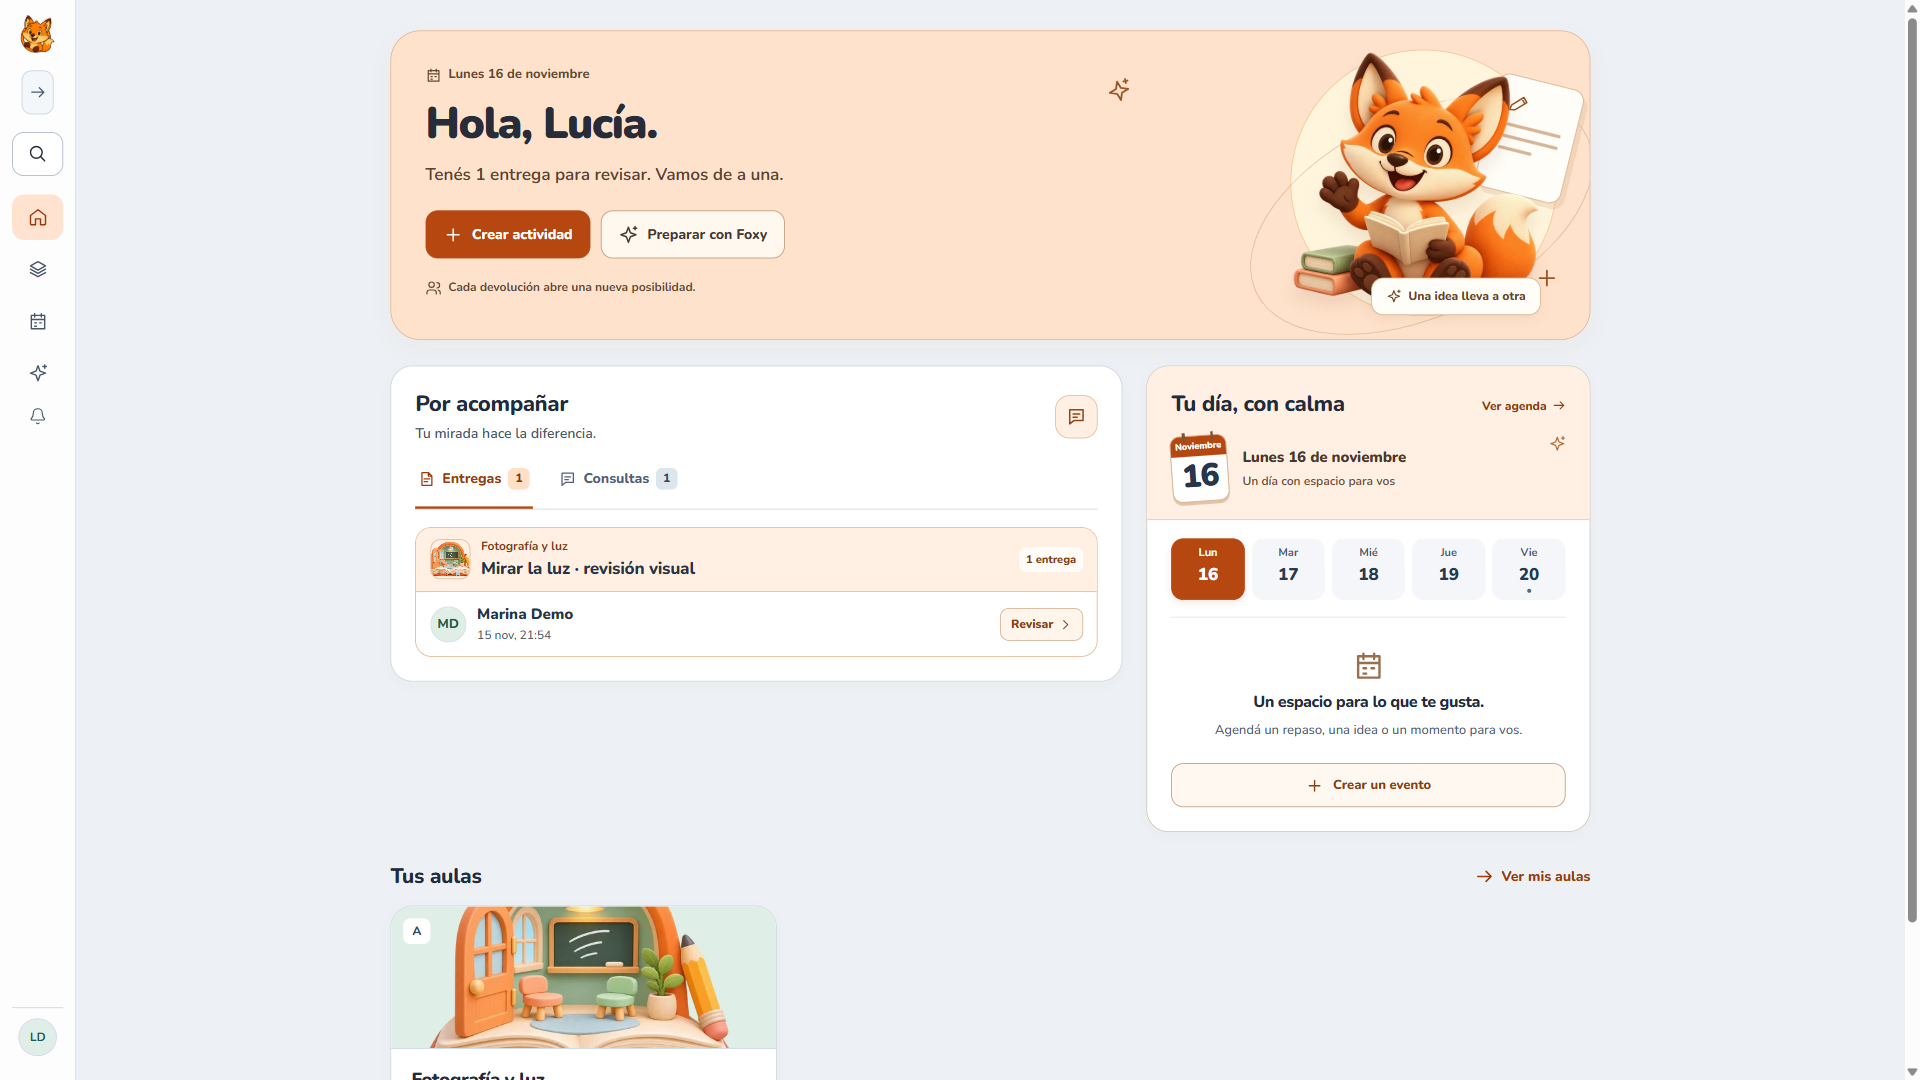 Lunes 16 de noviembre
Hola, Lucía.
Tenés 1 entrega para revisar. Vamos de a una.
Crear actividad
Preparar con Foxy
Cada devolución abre una nueva posibilidad.
Una idea lleva a otra
Por acompañar
Tu mirada hace la diferencia.
Entregas 1
Consultas 1
Fotografía y luz
Mirar la luz · revisión visual
1 entrega
MD
Marina Demo
15 nov, 21:54
Revisar
Tu día, con calma
Ver agenda
Noviembre
16
Lunes 16 de noviembre
Un día con espacio para vos
Lun
16
Mar
17
Mié
18
Jue
19
Vie
20
Un espacio para lo que te gusta.
Agendá un repaso, una idea o un momento para vos.
Crear un evento
Tus aulas
Ver mis aulas
A
Fotografía y luz
LD